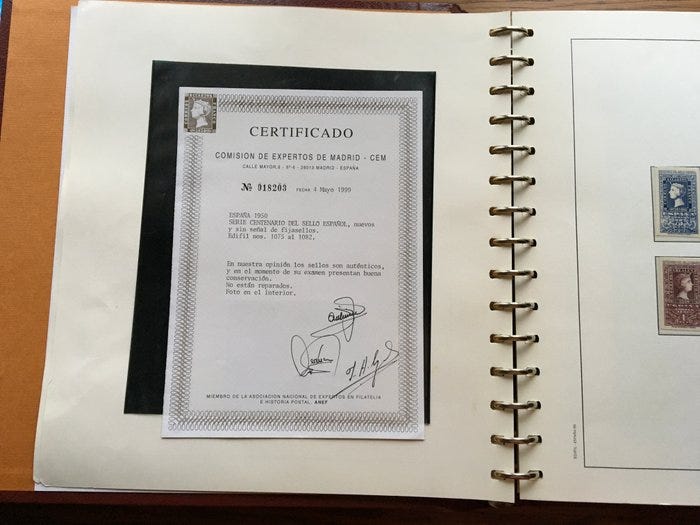 CERTIFICADO
COMISION DE EXPERTOS DE MADRID - CEM
CALLE MAYOR, 6 - 5º-6 - 28013 MADRID - ESPAÑA
№ 018203 FECHA 4 Mayo 1999
ESPAÑA 1950
SERIE CENTENARIO DEL SELLO ESPAÑOL, nuevos
y sin señal de fijasellos.
Edifil nos. 1075 al 1082.
En nuestra opinión los sellos son auténticos,
y en el momento de su examen presentan buena
conservación.
No están reparados.
Foto en el interior.
MIEMBRO DE LA ASOCIACION NACIONAL DE EXPERTOS EN FILATELIA
E HISTORIA POSTAL, ANEF